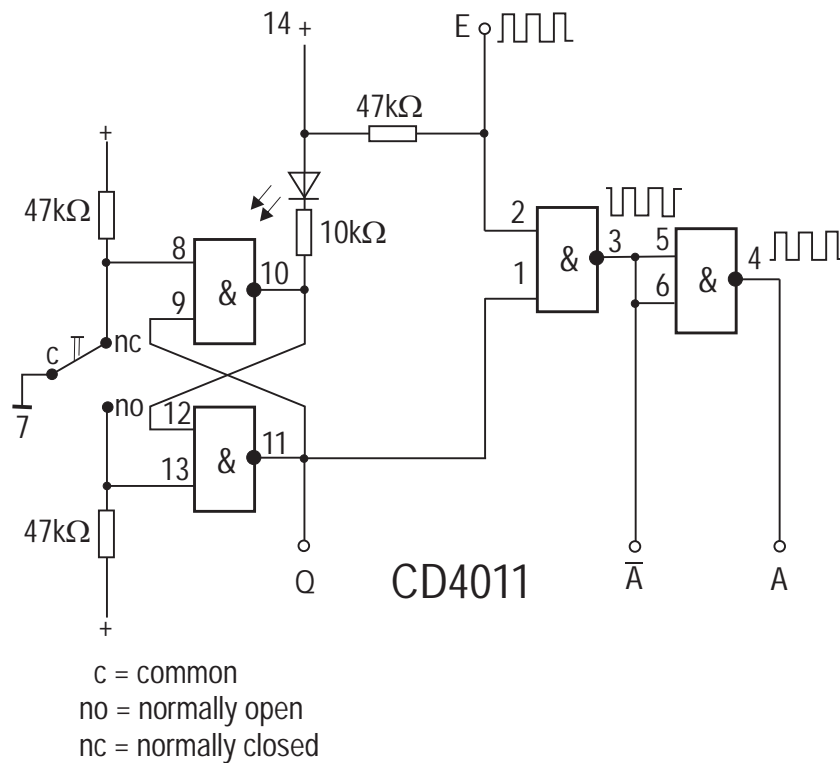 14 +
E
47kΩ
+
47kΩ
10kΩ
8
10
9
&
2
3
5
4
1
&
6
&
nc
c
no
7
12
11
13
&
47kΩ
+
Q
CD4011
A̅
A
c = common
no = normally open
nc = normally closed